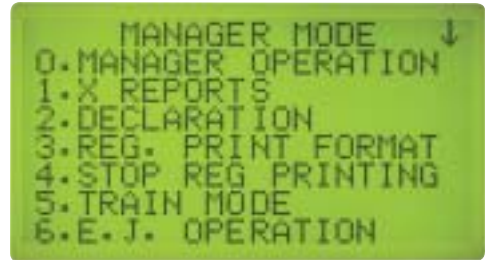 MANAGER MODE ↓
0.MANAGER OPERATION
1.X REPORTS
2.DECLARATION
3.REG. PRINT FORMAT
4.STOP REG PRINTING
5.TRAIN MODE
6.E.J. OPERATION